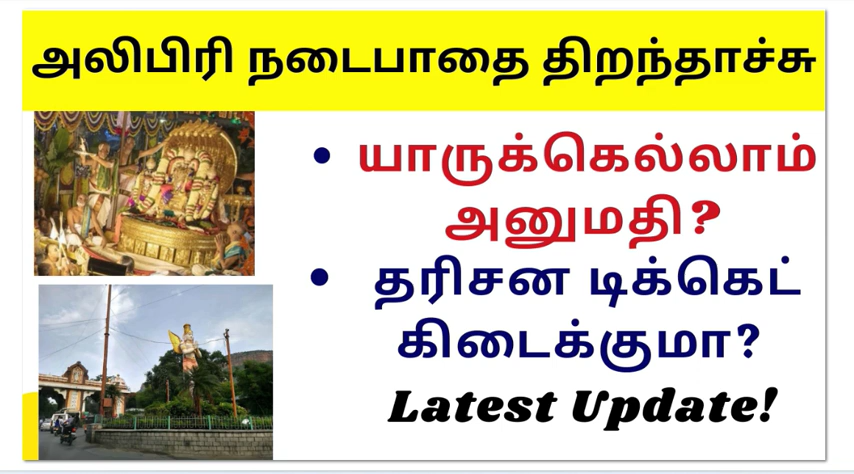 அலிபிரி நடைபாதை திறந்தாச்சு
• யாருக்கெல்லாம்
அனுமதி?
• தரிசன டிக்கெட்
கிடைக்குமா?
Latest Update!